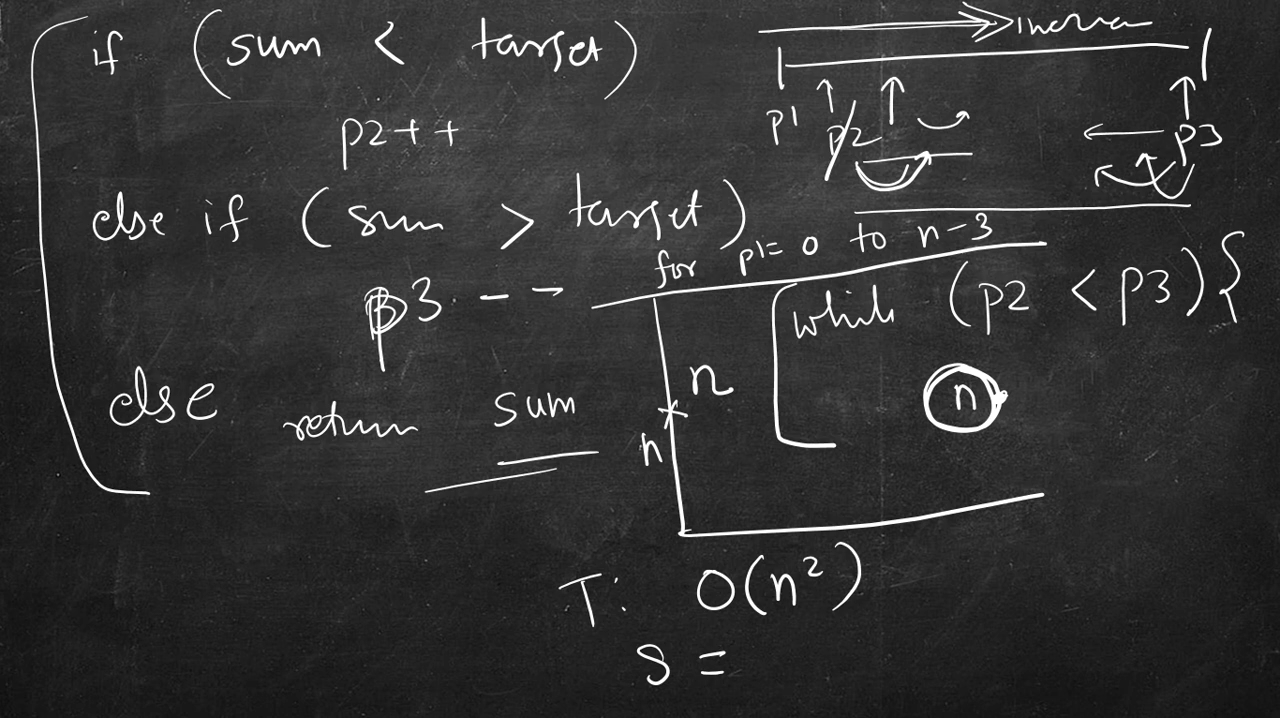 if (sum < target)
p2++
else if (sum > target)
p3 --
else return sum
p1 p2 p3
for p1= 0 to n-3
while (p2 < p3) {
n
n
n
T: O(n²)
S =